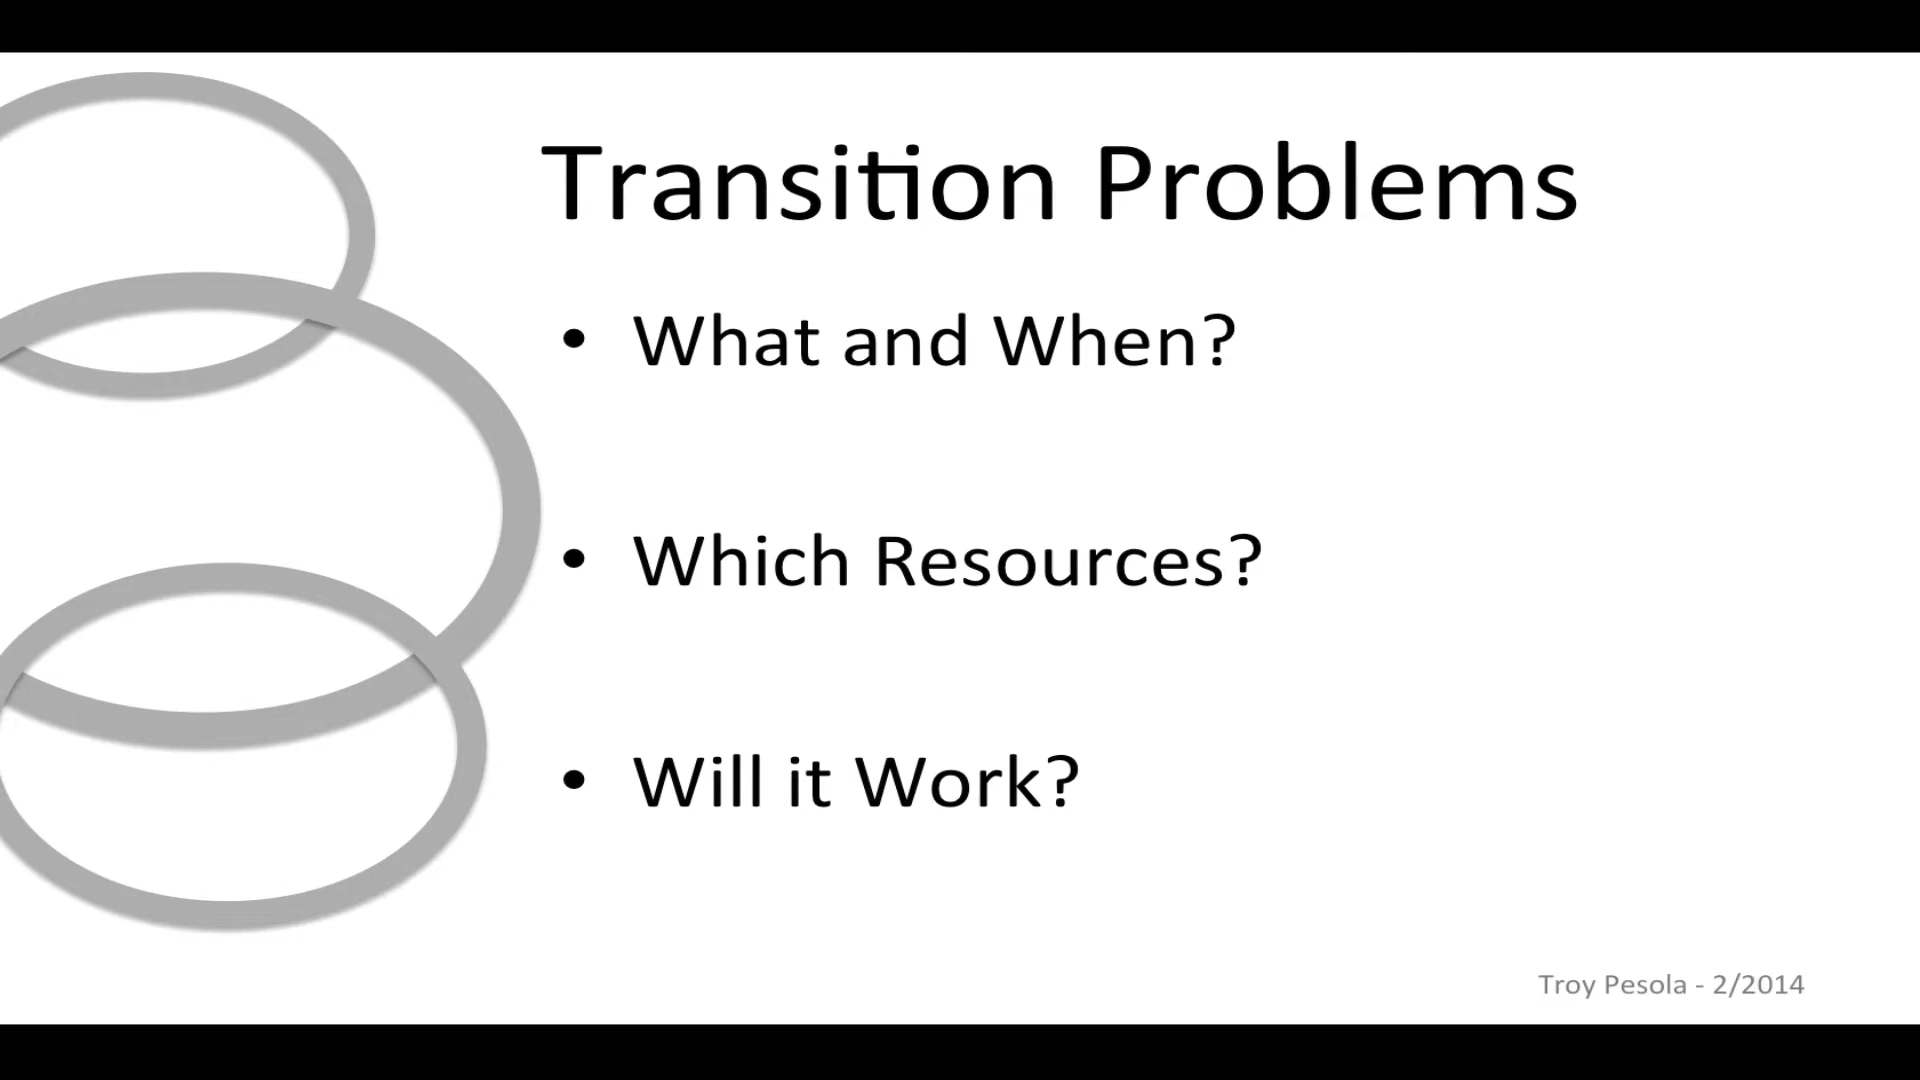 Transition Problems
• What and When?
• Which Resources?
• Will it Work?
Troy Pesola - 2/2014